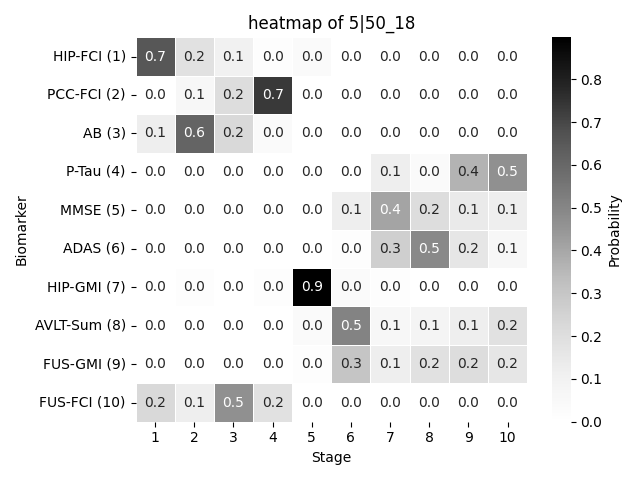 heatmap of 5|50_18
HIP-FCI (1) 0.7 0.2 0.1 0.0 0.0 0.0 0.0 0.0 0.0 0.0
PCC-FCI (2) 0.0 0.1 0.2 0.7 0.0 0.0 0.0 0.0 0.0 0.0
AB (3) 0.1 0.6 0.2 0.0 0.0 0.0 0.0 0.0 0.0 0.0
P-Tau (4) 0.0 0.0 0.0 0.0 0.0 0.0 0.1 0.0 0.4 0.5
MMSE (5) 0.0 0.0 0.0 0.0 0.0 0.1 0.4 0.2 0.1 0.1
ADAS (6) 0.0 0.0 0.0 0.0 0.0 0.0 0.3 0.5 0.2 0.1
HIP-GMI (7) 0.0 0.0 0.0 0.0 0.9 0.0 0.0 0.0 0.0 0.0
AVLT-Sum (8) 0.0 0.0 0.0 0.0 0.0 0.5 0.1 0.1 0.1 0.2
FUS-GMI (9) 0.0 0.0 0.0 0.0 0.0 0.3 0.1 0.2 0.2 0.2
FUS-FCI (10) 0.2 0.1 0.5 0.2 0.0 0.0 0.0 0.0 0.0 0.0
1 2 3 4 5 6 7 8 9 10
Stage
Biomarker
0.8
0.7
0.6
0.5
0.4
0.3
0.2
0.1
0.0
Probability